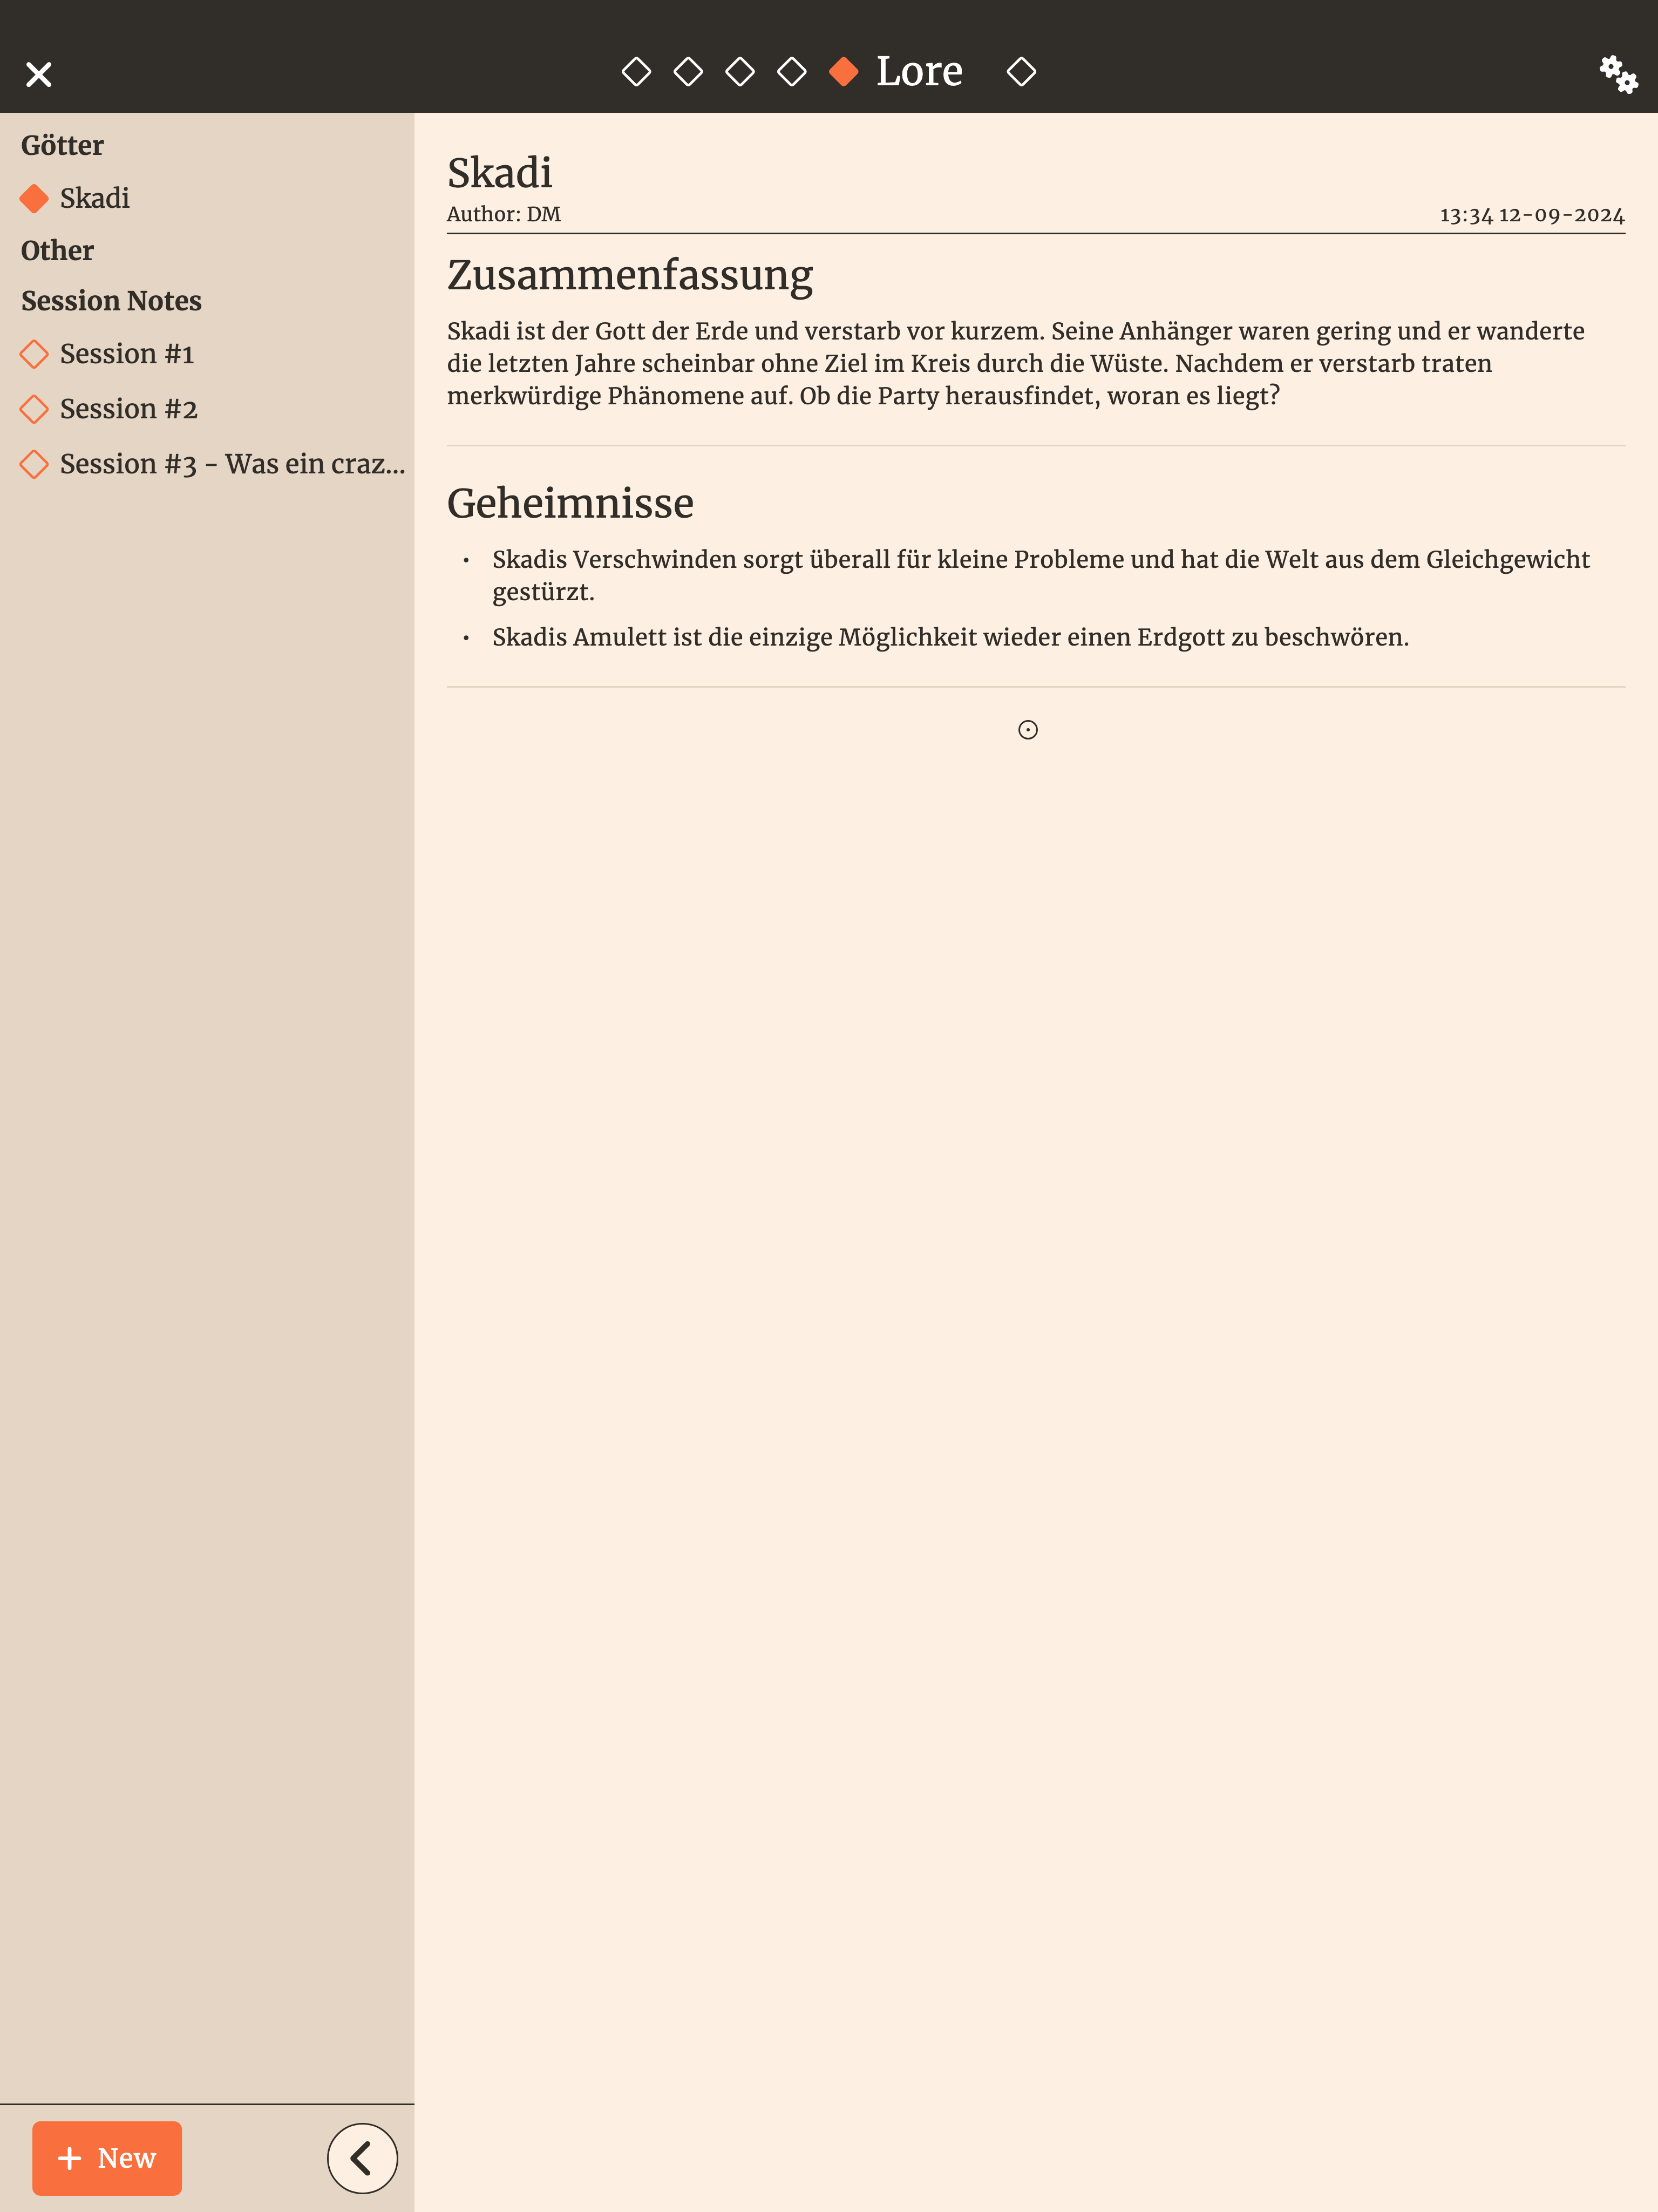 Lore
Götter
Skadi
Other
Session Notes
Session #1
Session #2
Session #3 - Was ein craz...
+ New
Skadi
Author: DM
13:34 12-09-2024
Zusammenfassung
Skadi ist der Gott der Erde und verstarb vor kurzem. Seine Anhänger waren gering und er wanderte
die letzten Jahre scheinbar ohne Ziel im Kreis durch die Wüste. Nachdem er verstarb traten
merkwürdige Phänomene auf. Ob die Party herausfindet, woran es liegt?
Geheimnisse
• Skadis Verschwinden sorgt überall für kleine Probleme und hat die Welt aus dem Gleichgewicht
gestürzt.
• Skadis Amulett ist die einzige Möglichkeit wieder einen Erdgott zu beschwören.